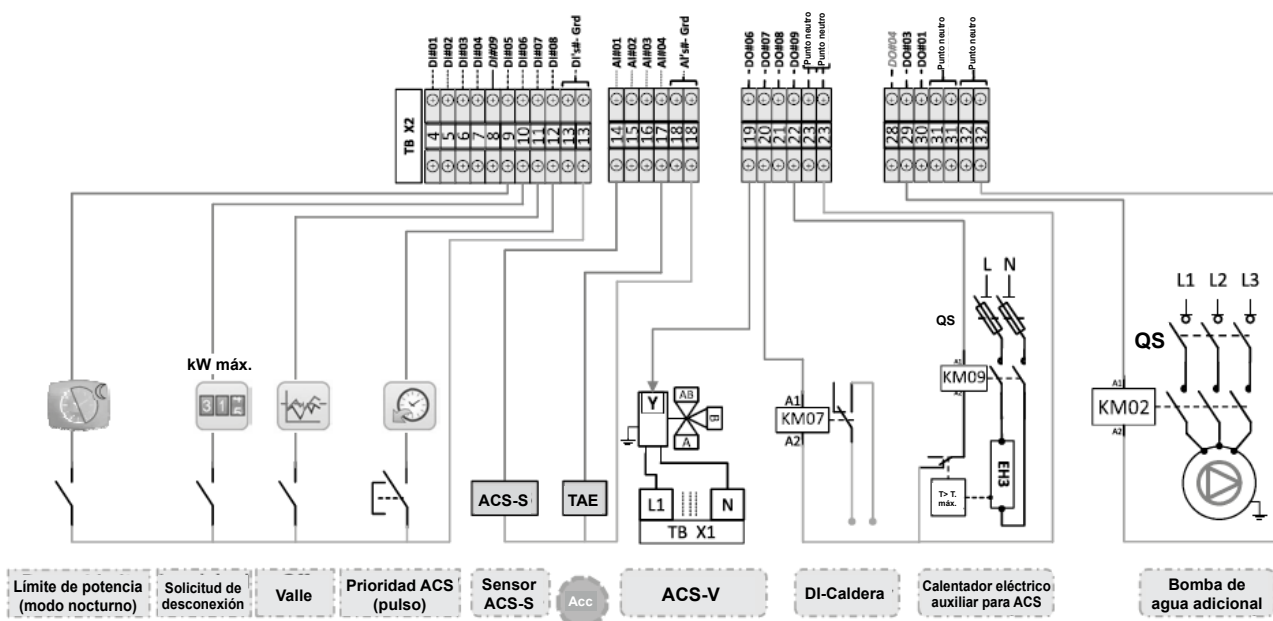 DI#01
DI#02
DI#03
DI#04
DI#09
DI#05
DI#06
DI#07
DI#08
DI's#- Grd
AI#01
AI#02
AI#03
AI#04
AI's#- Grd
DO#06
DO#07
DO#08
DO#09
Punto neutro
Punto neutro
DO#04
DO#03
DO#01
Punto neutro
Punto neutro
TB X2
4
5
6
7
8
9
10
11
12
13
13
14
15
16
17
18
18
19
20
21
22
23
23
28
29
30
31
31
32
32
kW máx.
L N
QS
L1 L2 L3
QS
A1
KM09
A2
A1
KM02
A2
A1
KM07
A2
Y
AB
B
A
EH3
T> T.
máx.
ACS-S
TAE
L1
N
TB X1
Límite de potencia
(modo nocturno)
Solicitud de
desconexión
Valle
Prioridad ACS
(pulso)
Sensor
ACS-S
Acc
ACS-V
DI-Caldera
Calentador eléctrico
auxiliar para ACS
Bomba de
agua adicional